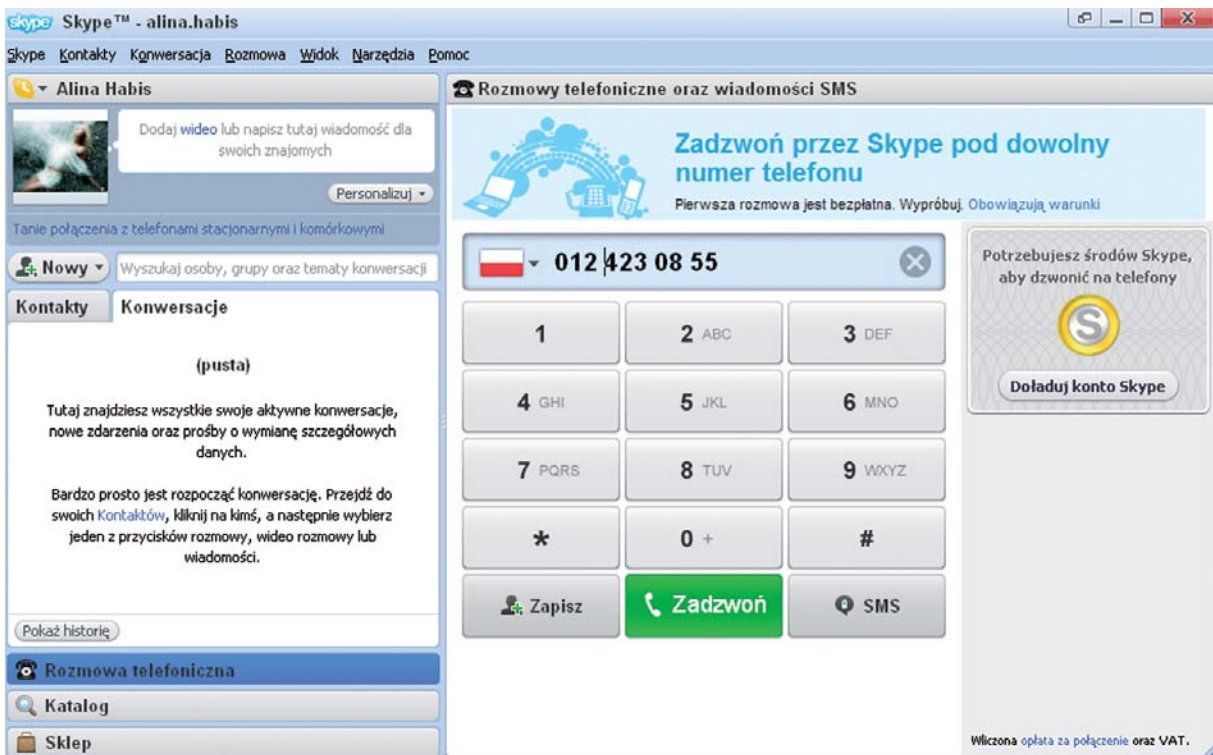 skype Skype™ - alina.habis
Skype Kontakty Konwersacja Rozmowa Widok Narzędzia Pomoc
Alina Habis
Dodaj wideo lub napisz tutaj wiadomość dla
swoich znajomych
Personalizuj
Tanie połączenia z telefonami stacjonarnymi i komórkowymi
Nowy
Wyszukaj osoby, grupy oraz tematy konwersacji
Kontakty Konwersacje
(pusta)
Tutaj znajdziesz wszystkie swoje aktywne konwersacje,
nowe zdarzenia oraz prośby o wymianę szczegółowych
danych.
Bardzo prosto jest rozpocząć konwersację. Przejdź do
swoich Kontaktów, kliknij na kimś, a następnie wybierz
jeden z przycisków rozmowy, wideo rozmowy lub
wiadomości.
Pokaż historię
Rozmowa telefoniczna
Katalog
Sklep
Rozmowy telefoniczne oraz wiadomości SMS
Zadzwoń przez Skype pod dowolny
numer telefonu
Pierwsza rozmowa jest bezpłatna. Wypróbuj. Obowiązują warunki
012 423 08 55
1 2 ABC 3 DEF
4 GHI 5 JKL 6 MNO
7 PQRS 8 TUV 9 WXYZ
* 0 + #
Zapisz Zadzwoń SMS
Potrzebujesz środów Skype,
aby dzwonić na telefony
S
Doładuj konto Skype
Wliczona opłata za połączenie oraz VAT.